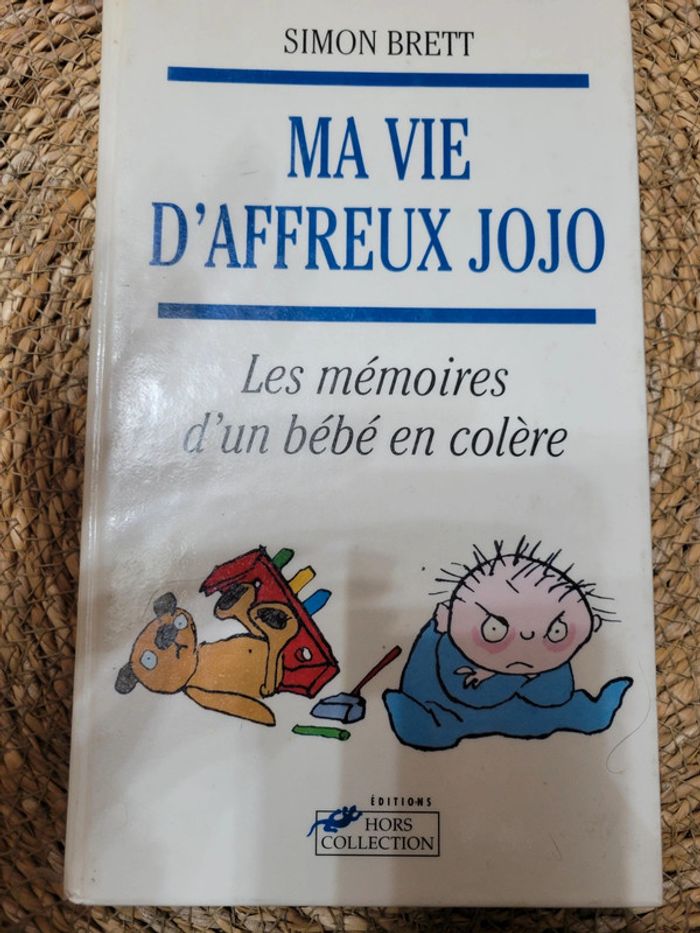 SIMON BRETT
MA VIE
D'AFFREUX JOJO
Les mémoires
d'un bébé en colère
ÉDITIONS
HORS
COLLECTION